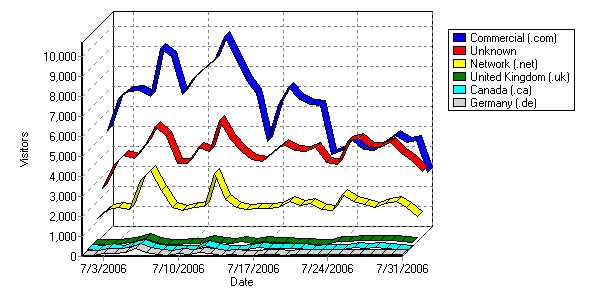 10,000
9,000
8,000
7,000
6,000
5,000
4,000
3,000
2,000
1,000
0
Visitors
7/3/2006 7/10/2006 7/17/2006 7/24/2006 7/31/2006
Date
Commercial (.com)
Unknown
Network (.net)
United Kingdom (.uk)
Canada (.ca)
Germany (.de)